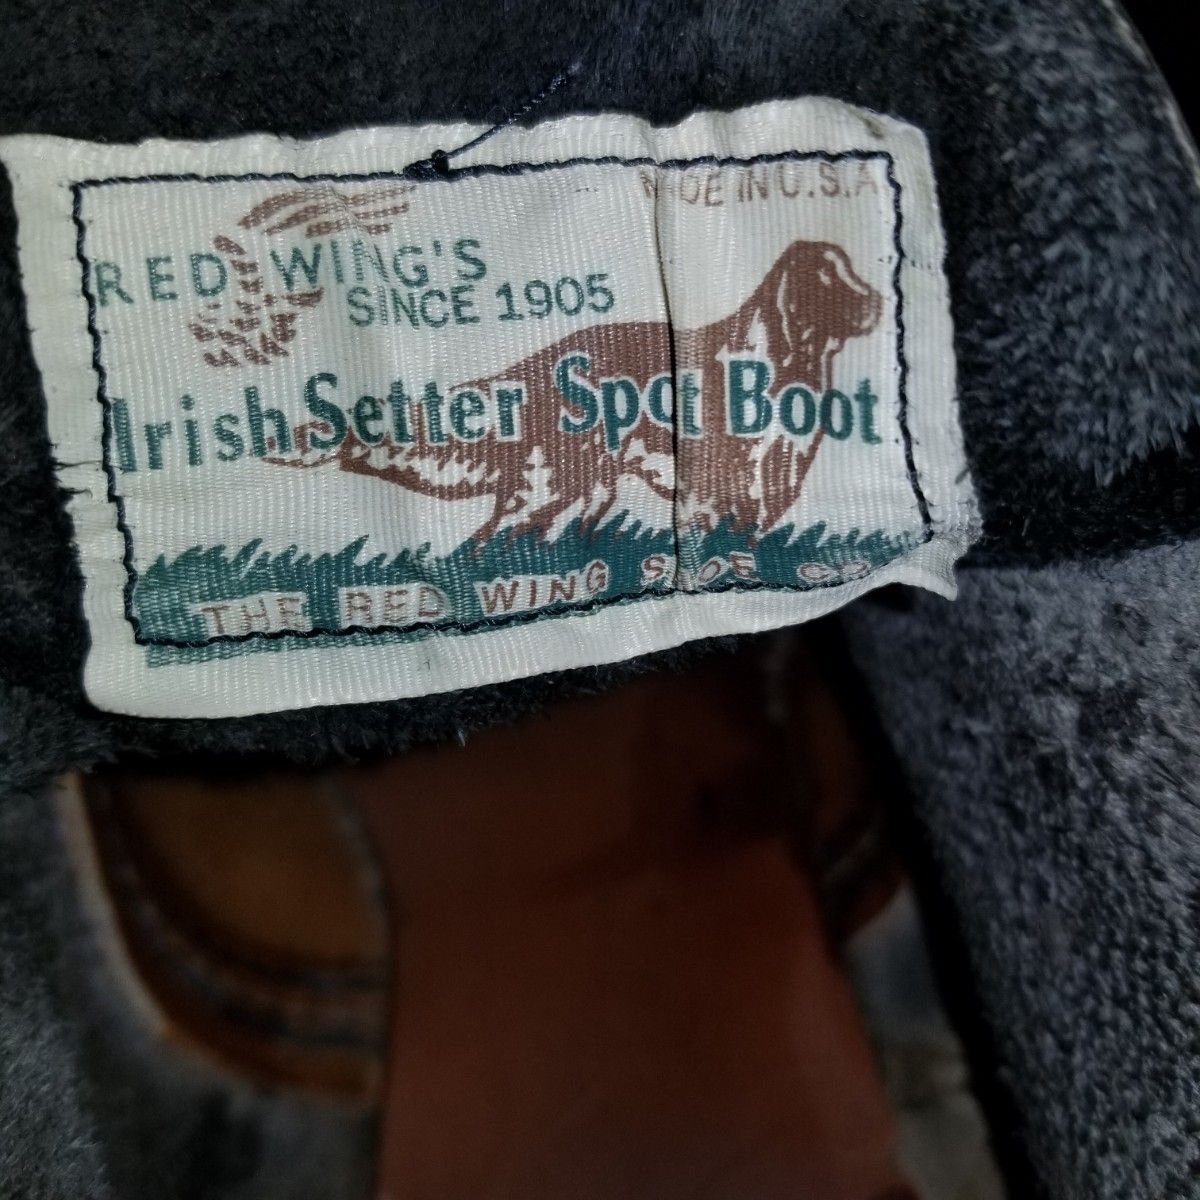 MADE IN U.S.A.
RED WING'S
SINCE 1905
Irish Setter Sport Boot
THE RED WING SHOE CO.